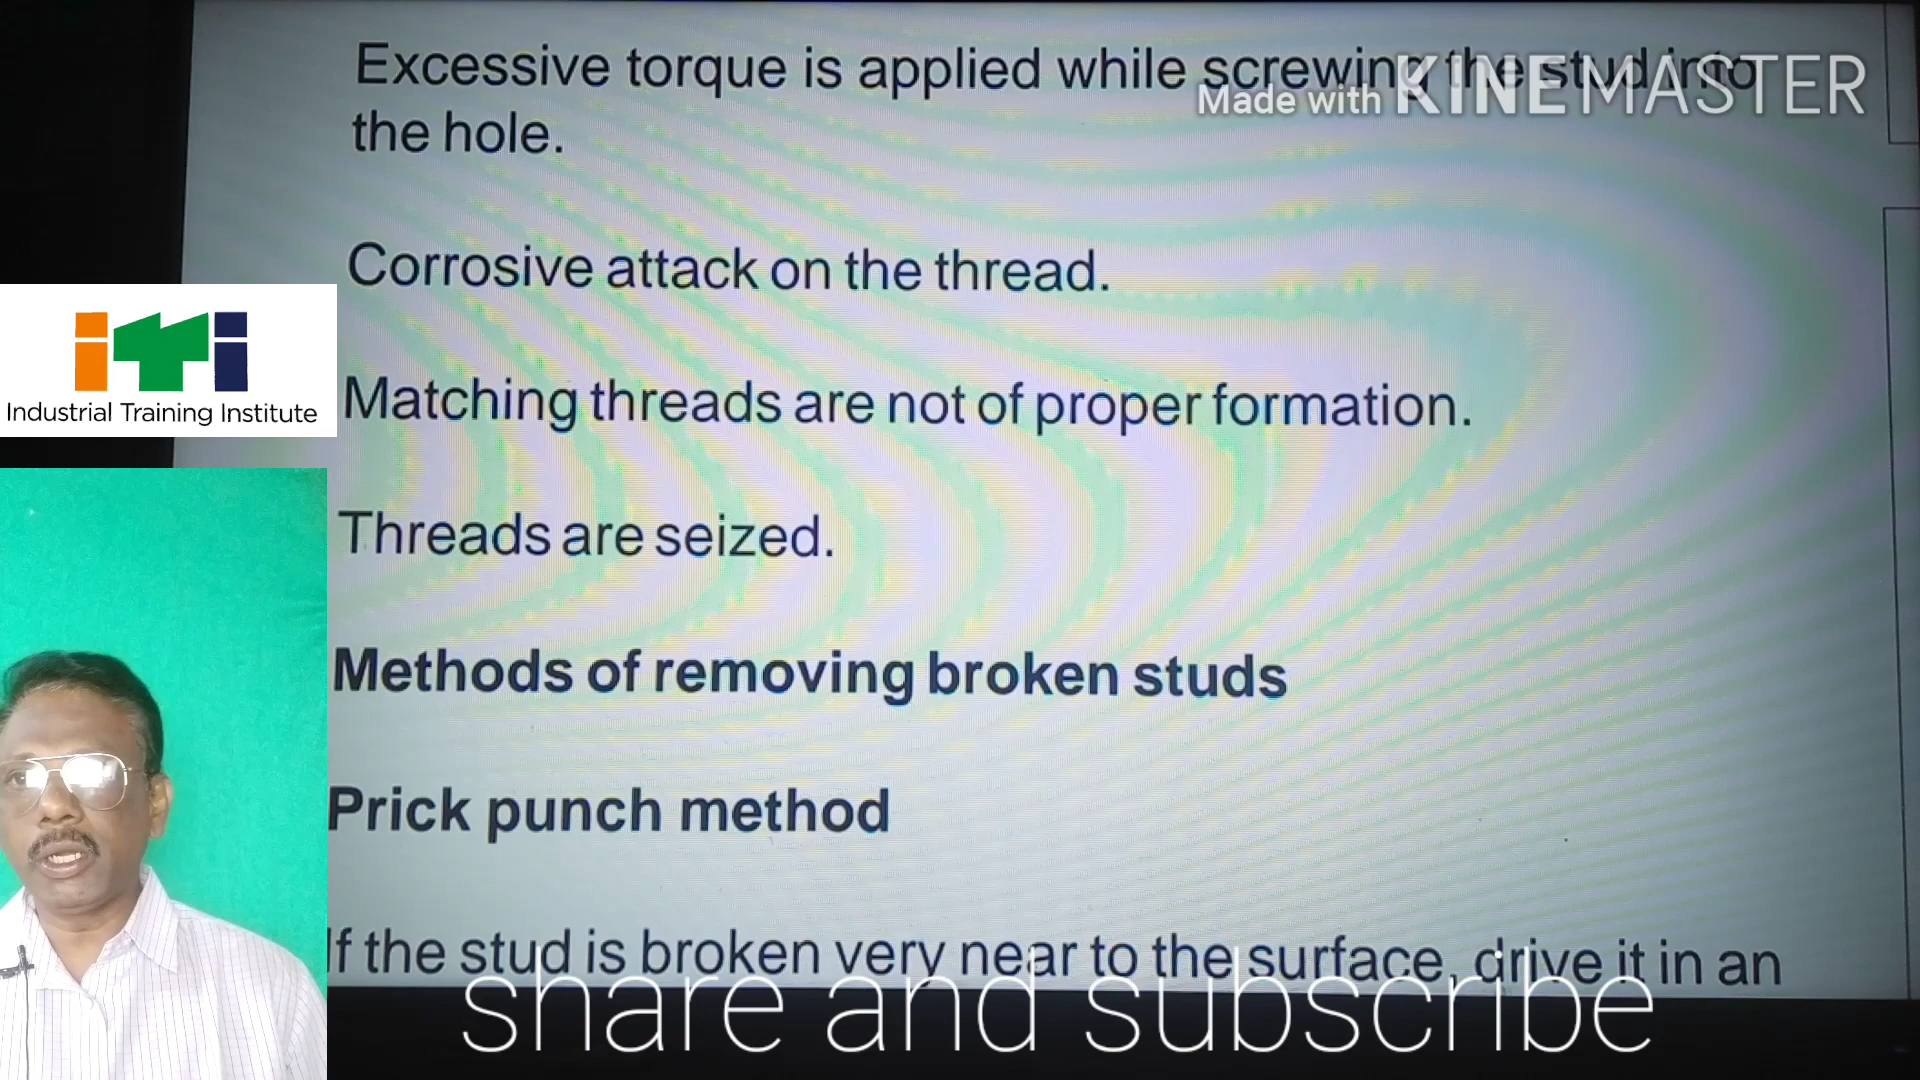 Excessive torque is applied while screwing the stud into
the hole.
Made with KINEMASTER
Corrosive attack on the thread.
iTi
Industrial Training Institute
Matching threads are not of proper formation.
Threads are seized.
Methods of removing broken studs
Prick punch method
If the stud is broken very near to the surface, drive it in an
share and subscribe